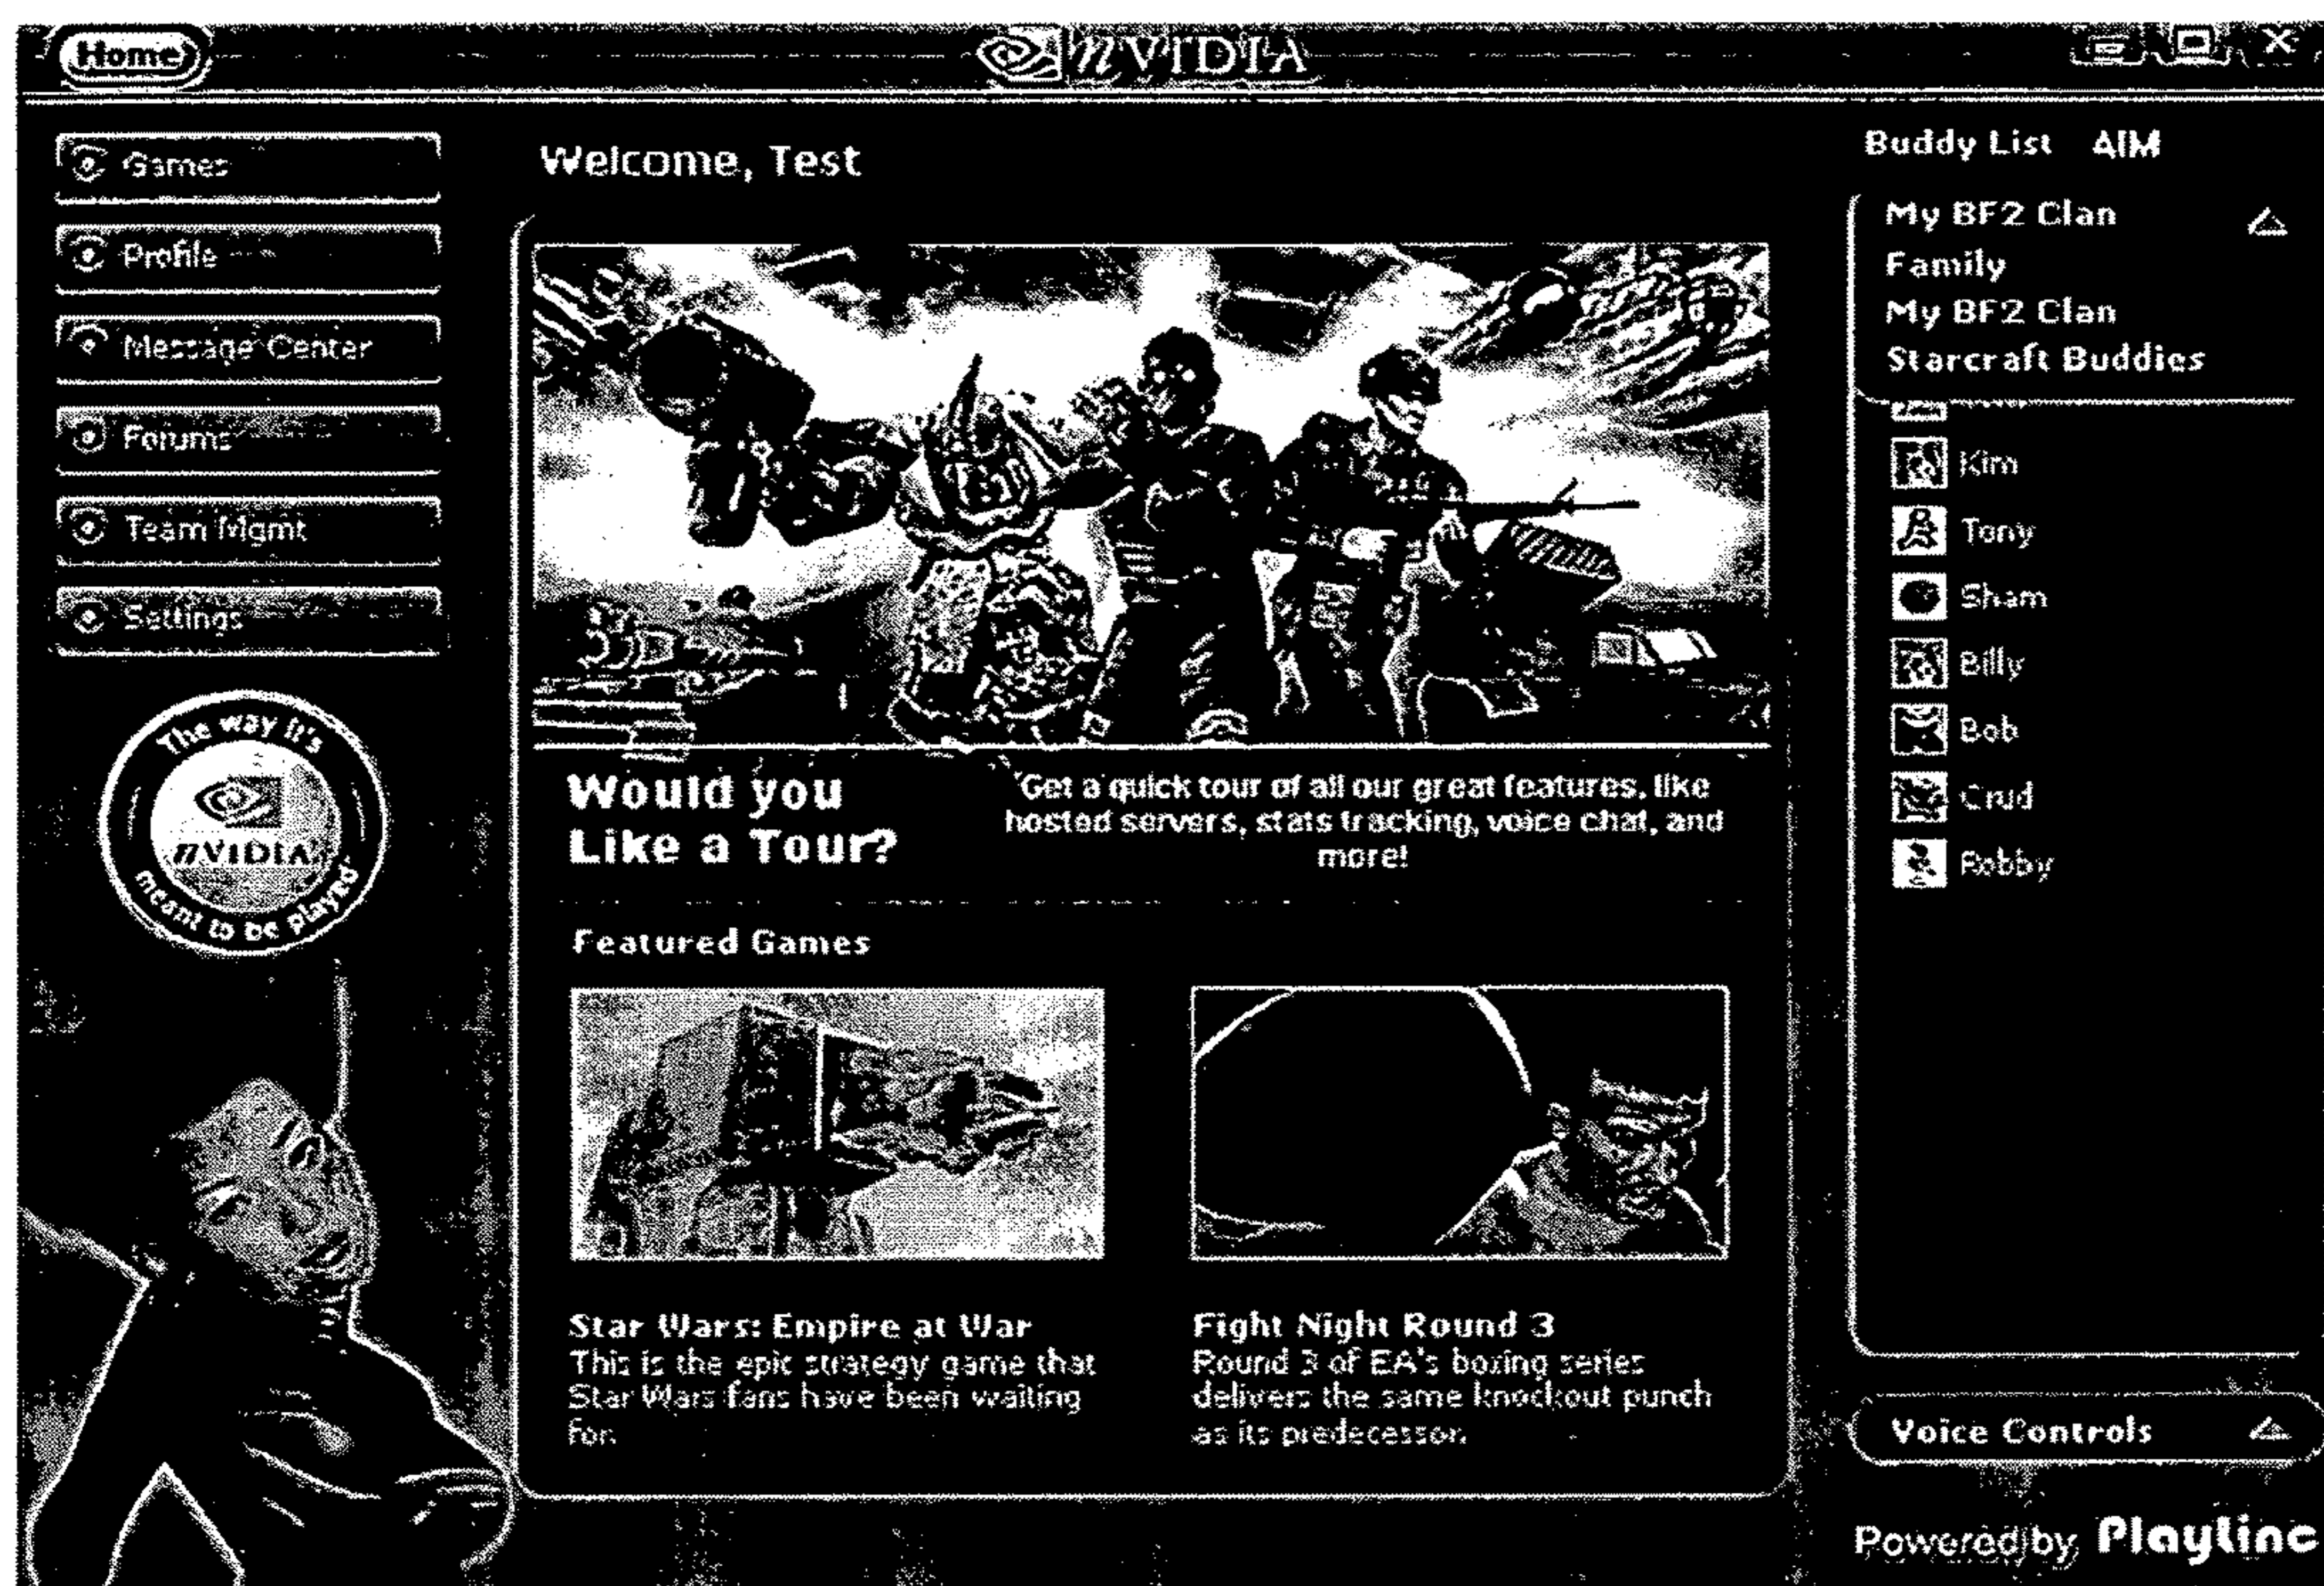 Home
nVIDIA
Games
Profile
Message Center
Forums
Team Mgmt
Settings
The way it's
nVIDIA
meant to be played
Welcome, Test
Would you
Like a Tour?
Get a quick tour of all our great features, like
hosted servers, stats tracking, voice chat, and
more!
Featured Games
Star Wars: Empire at War
This is the epic strategy game that
Star Wars fans have been waiting
for.
Fight Night Round 3
Round 3 of EA's boxing series
delivers the same knockout punch
as its predecessor.
Buddy List AIM
My BF2 Clan
Family
My BF2 Clan
Starcraft Buddies
Kim
Tony
Sham
Billy
Bob
Crud
Robby
Voice Controls
Powered by PlayLinc